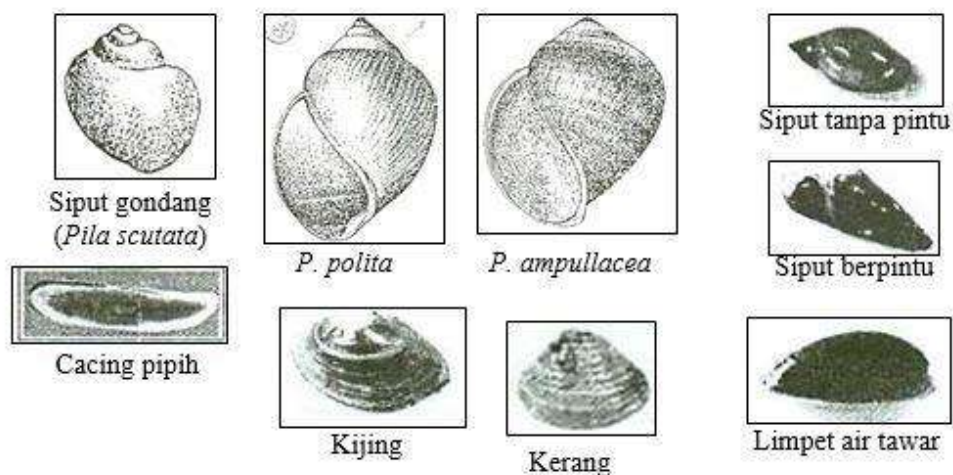 Siput gondang
(Pila scutata)
P. polita
P. ampullacea
Siput tanpa pintu
Siput berpintu
Cacing pipih
Kijing
Kerang
Limpet air tawar